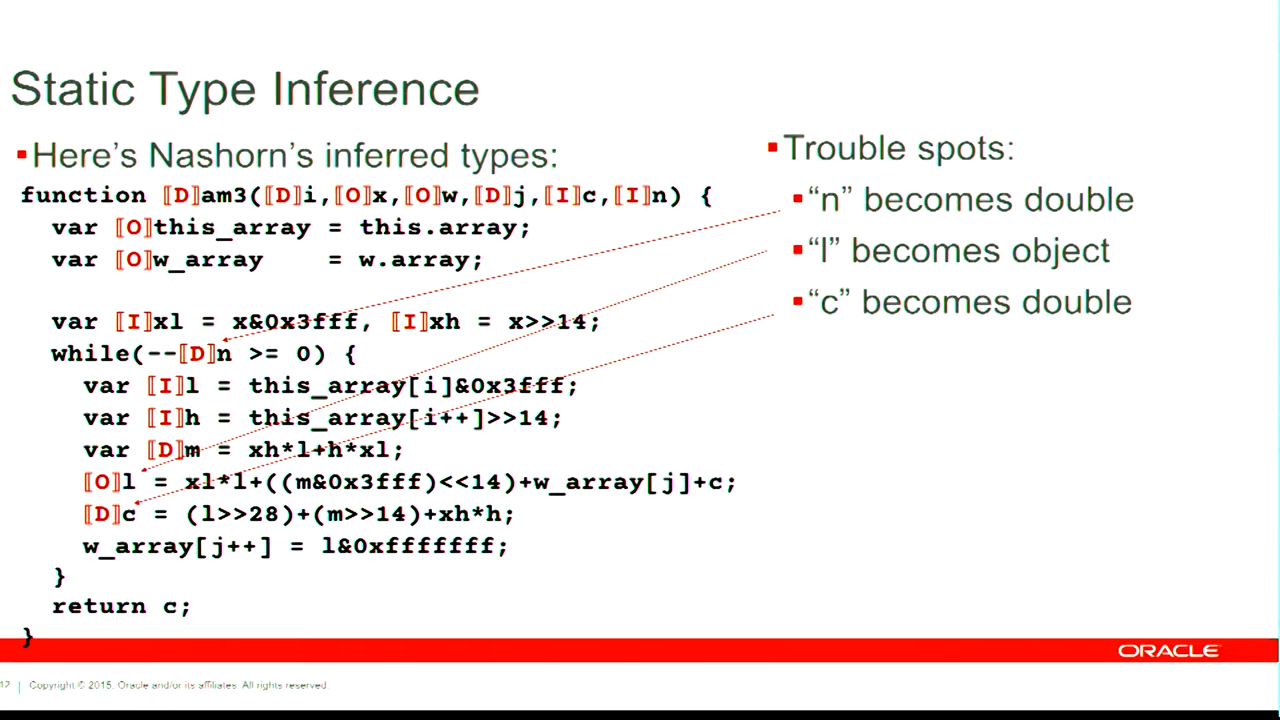 Static Type Inference
▪Here’s Nashorn’s inferred types:
function ⟦D⟧am3(⟦D⟧i,⟦O⟧x,⟦O⟧w,⟦D⟧j,⟦I⟧c,⟦I⟧n) {
var ⟦O⟧this_array = this.array;
var ⟦O⟧w_array = w.array;
var ⟦I⟧xl = x&0x3fff, ⟦I⟧xh = x>>14;
while(--⟦D⟧n >= 0) {
var ⟦I⟧l = this_array[i]&0x3fff;
var ⟦I⟧h = this_array[i++]>>14;
var ⟦D⟧m = xh*l+h*xl;
⟦O⟧l = xl*l+((m&0x3fff)<<14)+w_array[j]+c;
⟦D⟧c = (l>>28)+(m>>14)+xh*h;
w_array[j++] = l&0xfffffff;
}
return c;
}
▪Trouble spots:
▪“n” becomes double
▪“l” becomes object
▪“c” becomes double
ORACLE
12 | Copyright © 2015, Oracle and/or its affiliates. All rights reserved.